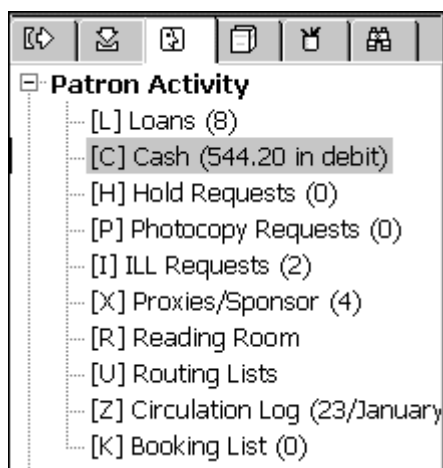 Patron Activity
[L] Loans (8)
[C] Cash (544.20 in debit)
[H] Hold Requests (0)
[P] Photocopy Requests (0)
[I] ILL Requests (2)
[X] Proxies/Sponsor (4)
[R] Reading Room
[U] Routing Lists
[Z] Circulation Log (23/January
[K] Booking List (0)